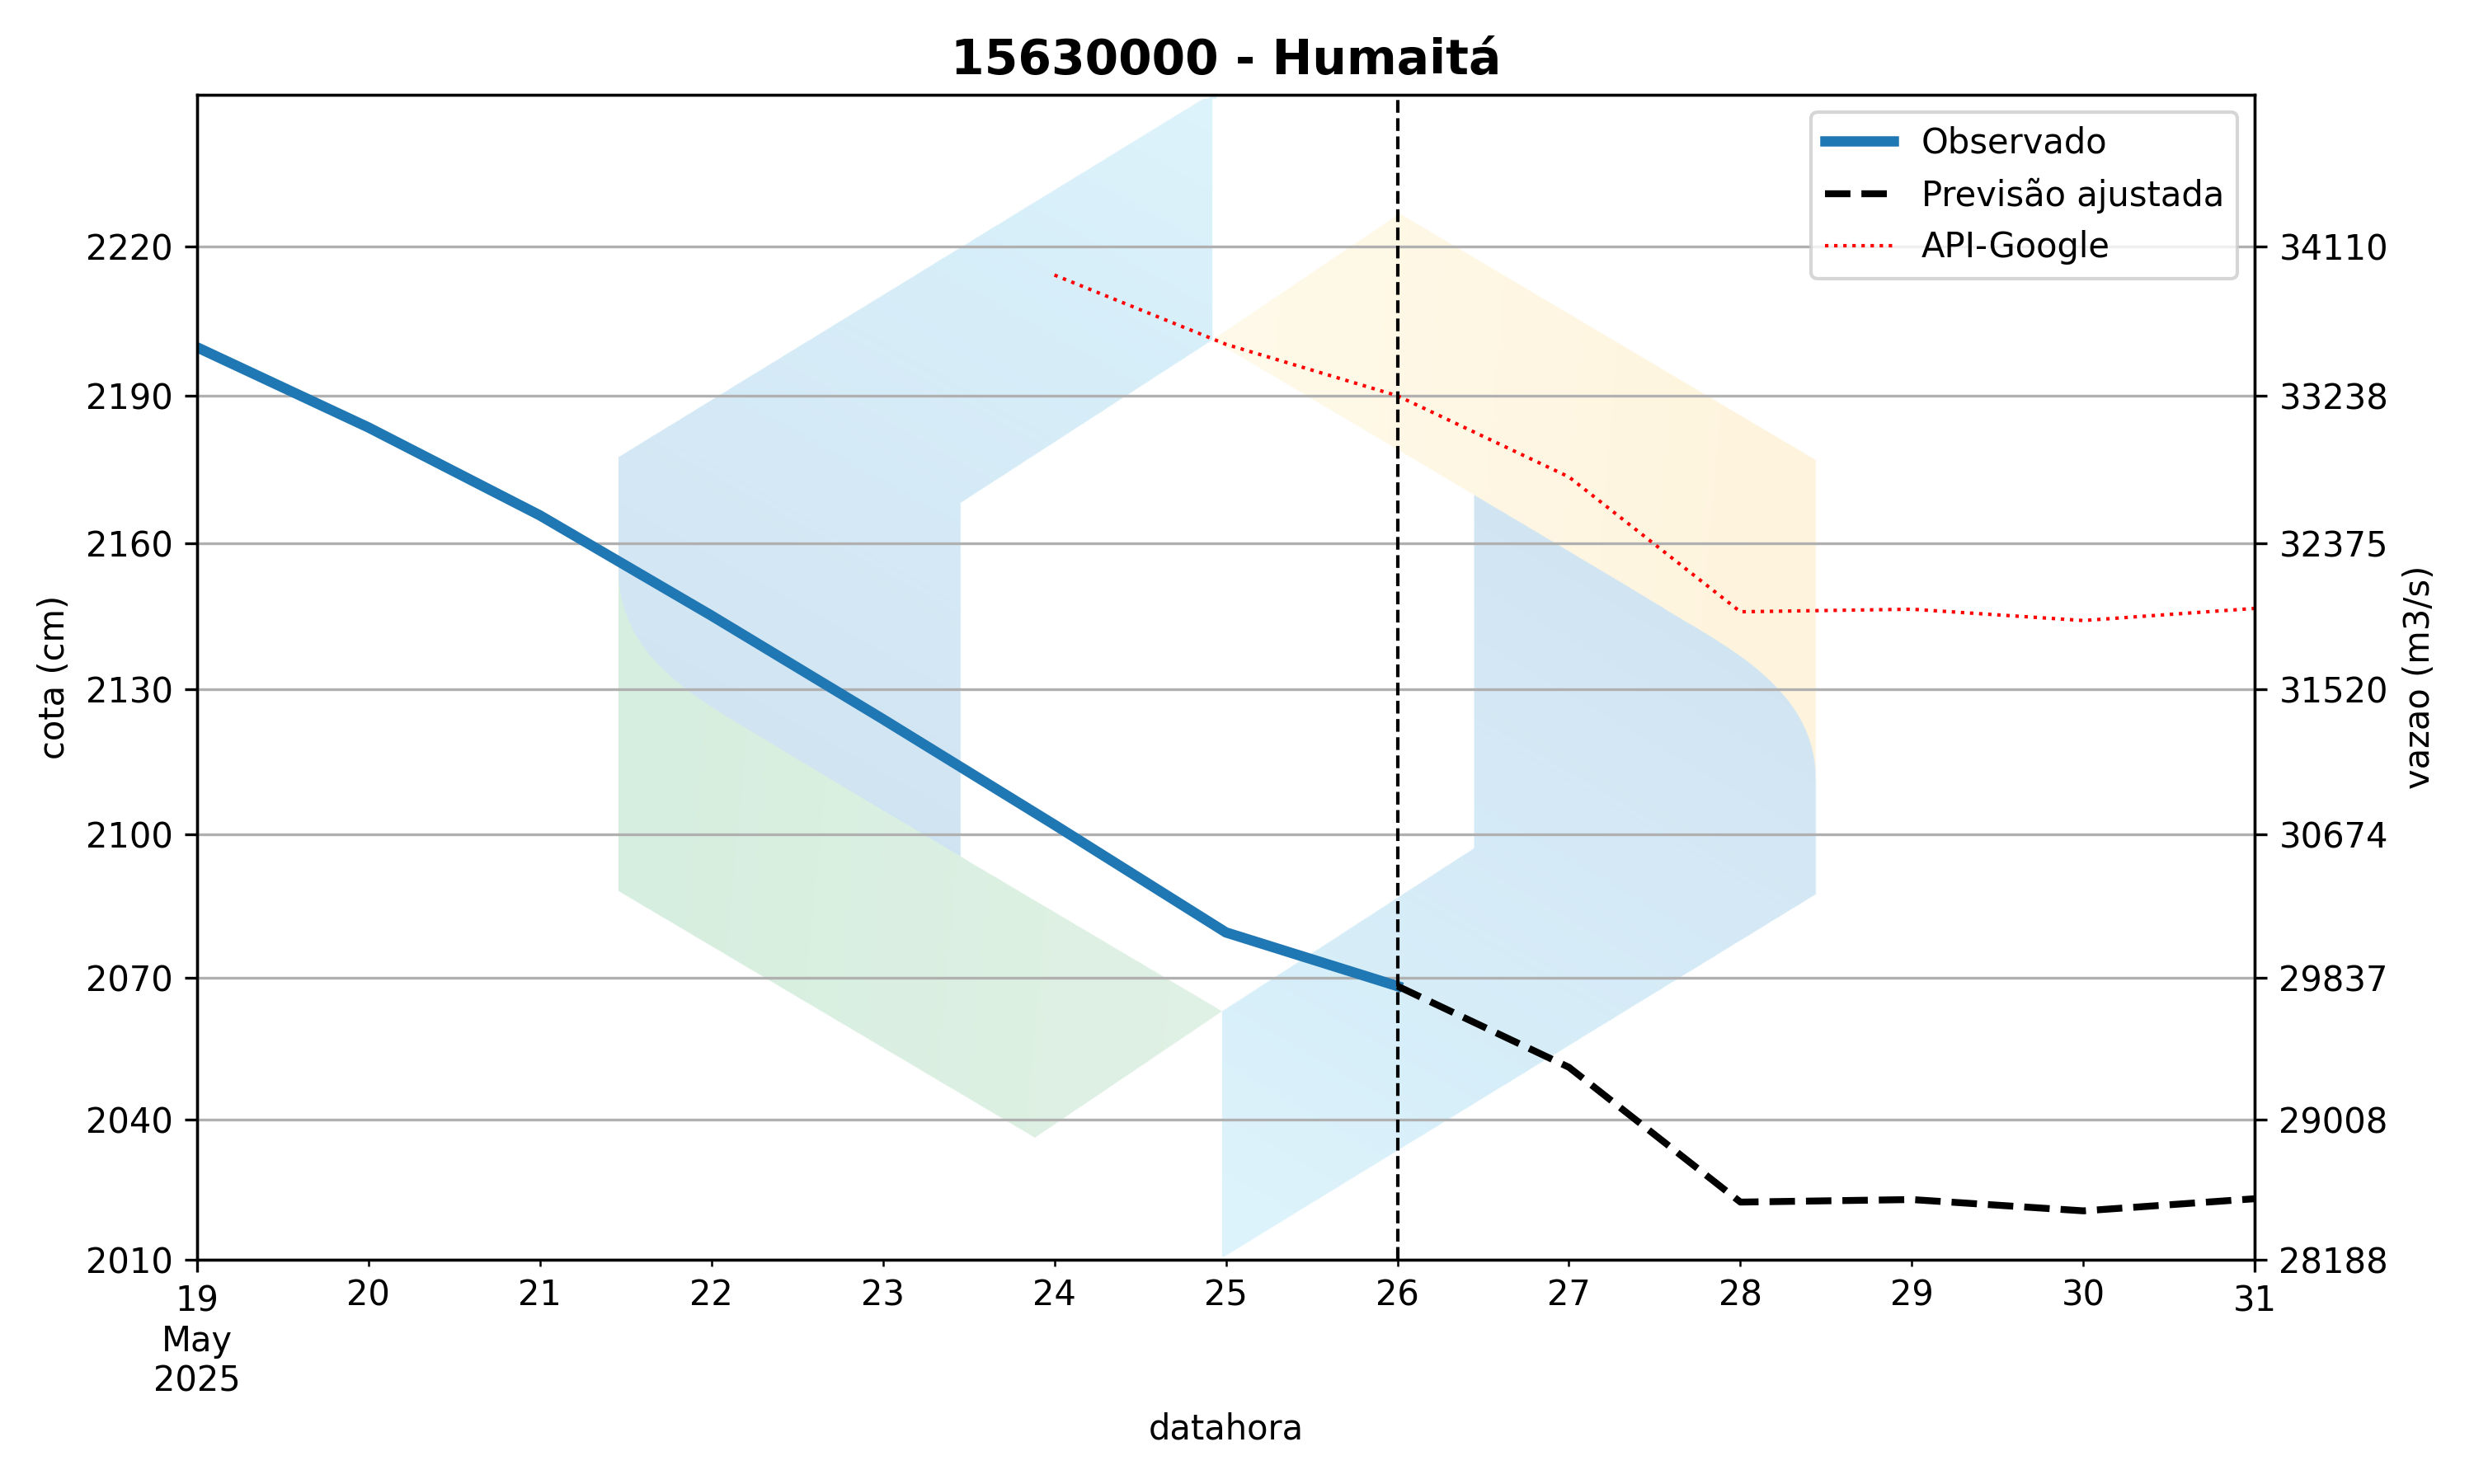 15630000 - Humaitá
Observado
Previsão ajustada
API-Google
2220
2190
2160
2130
2100
2070
2040
2010
cota (cm)
34110
33238
32375
31520
30674
29837
29008
28188
vazao (m3/s)
19 20 21 22 23 24 25 26 27 28 29 30 31
May
2025
datahora